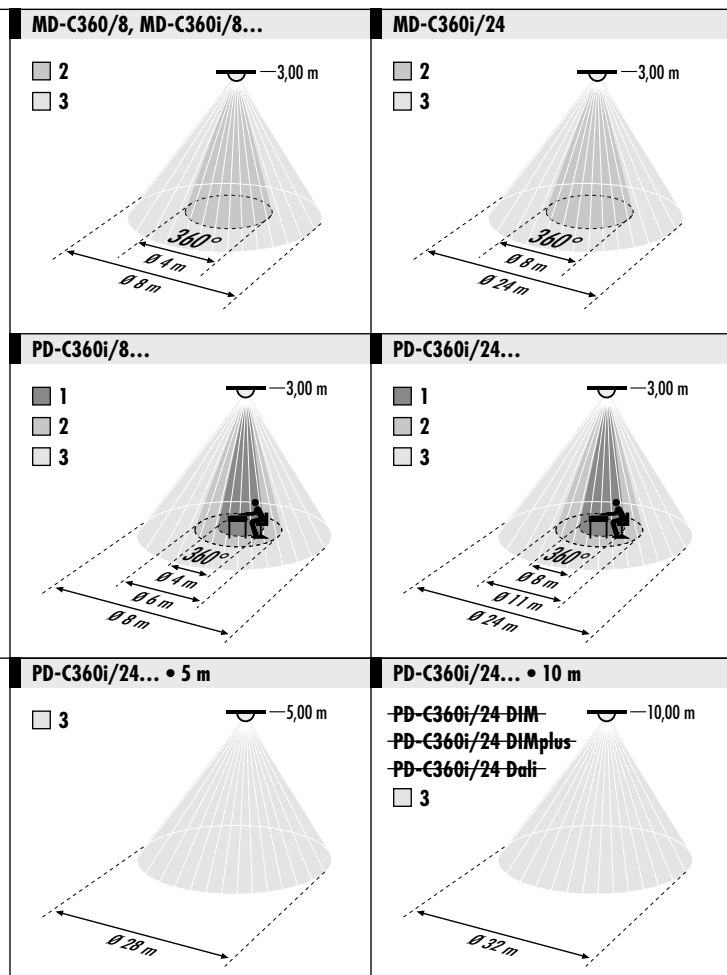 MD-C360/8, MD-C360i/8...
2
3
3,00 m
360°
Ø 4 m
Ø 8 m
MD-C360i/24
2
3
3,00 m
360°
Ø 8 m
Ø 24 m
PD-C360i/8...
1
2
3
3,00 m
360°
Ø 4 m
Ø 6 m
Ø 8 m
PD-C360i/24...
1
2
3
3,00 m
360°
Ø 8 m
Ø 11 m
Ø 24 m
PD-C360i/24... • 5 m
3
5,00 m
Ø 28 m
PD-C360i/24... • 10 m
PD-C360i/24 DIM
PD-C360i/24 DIMplus
PD-C360i/24 Dali
3
10,00 m
Ø 32 m